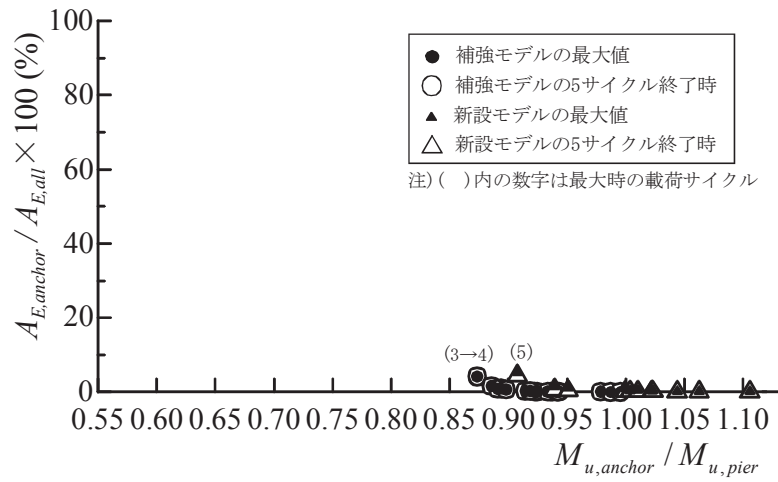 A_{E,anchor} / A_{E,all} × 100 (%)
100
80
60
40
20
0
補強モデルの最大値
補強モデルの5サイクル終了時
新設モデルの最大値
新設モデルの5サイクル終了時
注)(　)内の数字は最大時の載荷サイクル
(3→4) (5)
0.55 0.60 0.65 0.70 0.75 0.80 0.85 0.90 0.95 1.00 1.05 1.10
M_{u,anchor} / M_{u,pier}